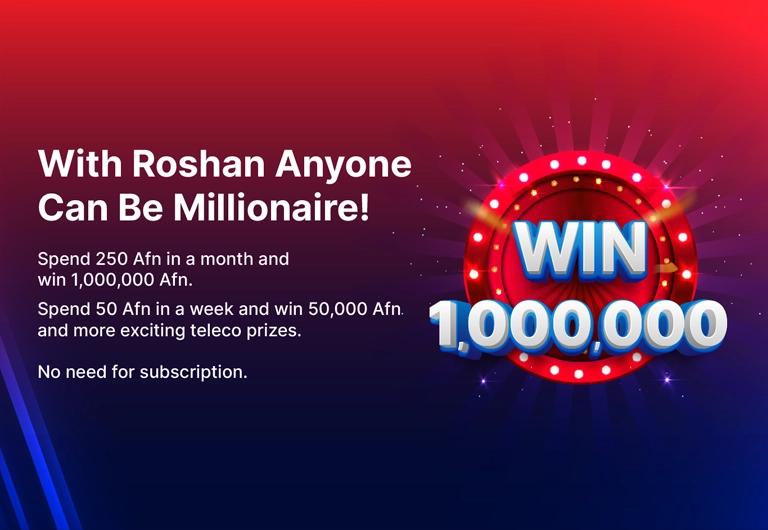 With Roshan Anyone
Can Be Millionaire!
Spend 250 Afn in a month and
win 1,000,000 Afn.
Spend 50 Afn in a week and win 50,000 Afn.
and more exciting teleco prizes.
No need for subscription.
WIN
1,000,000